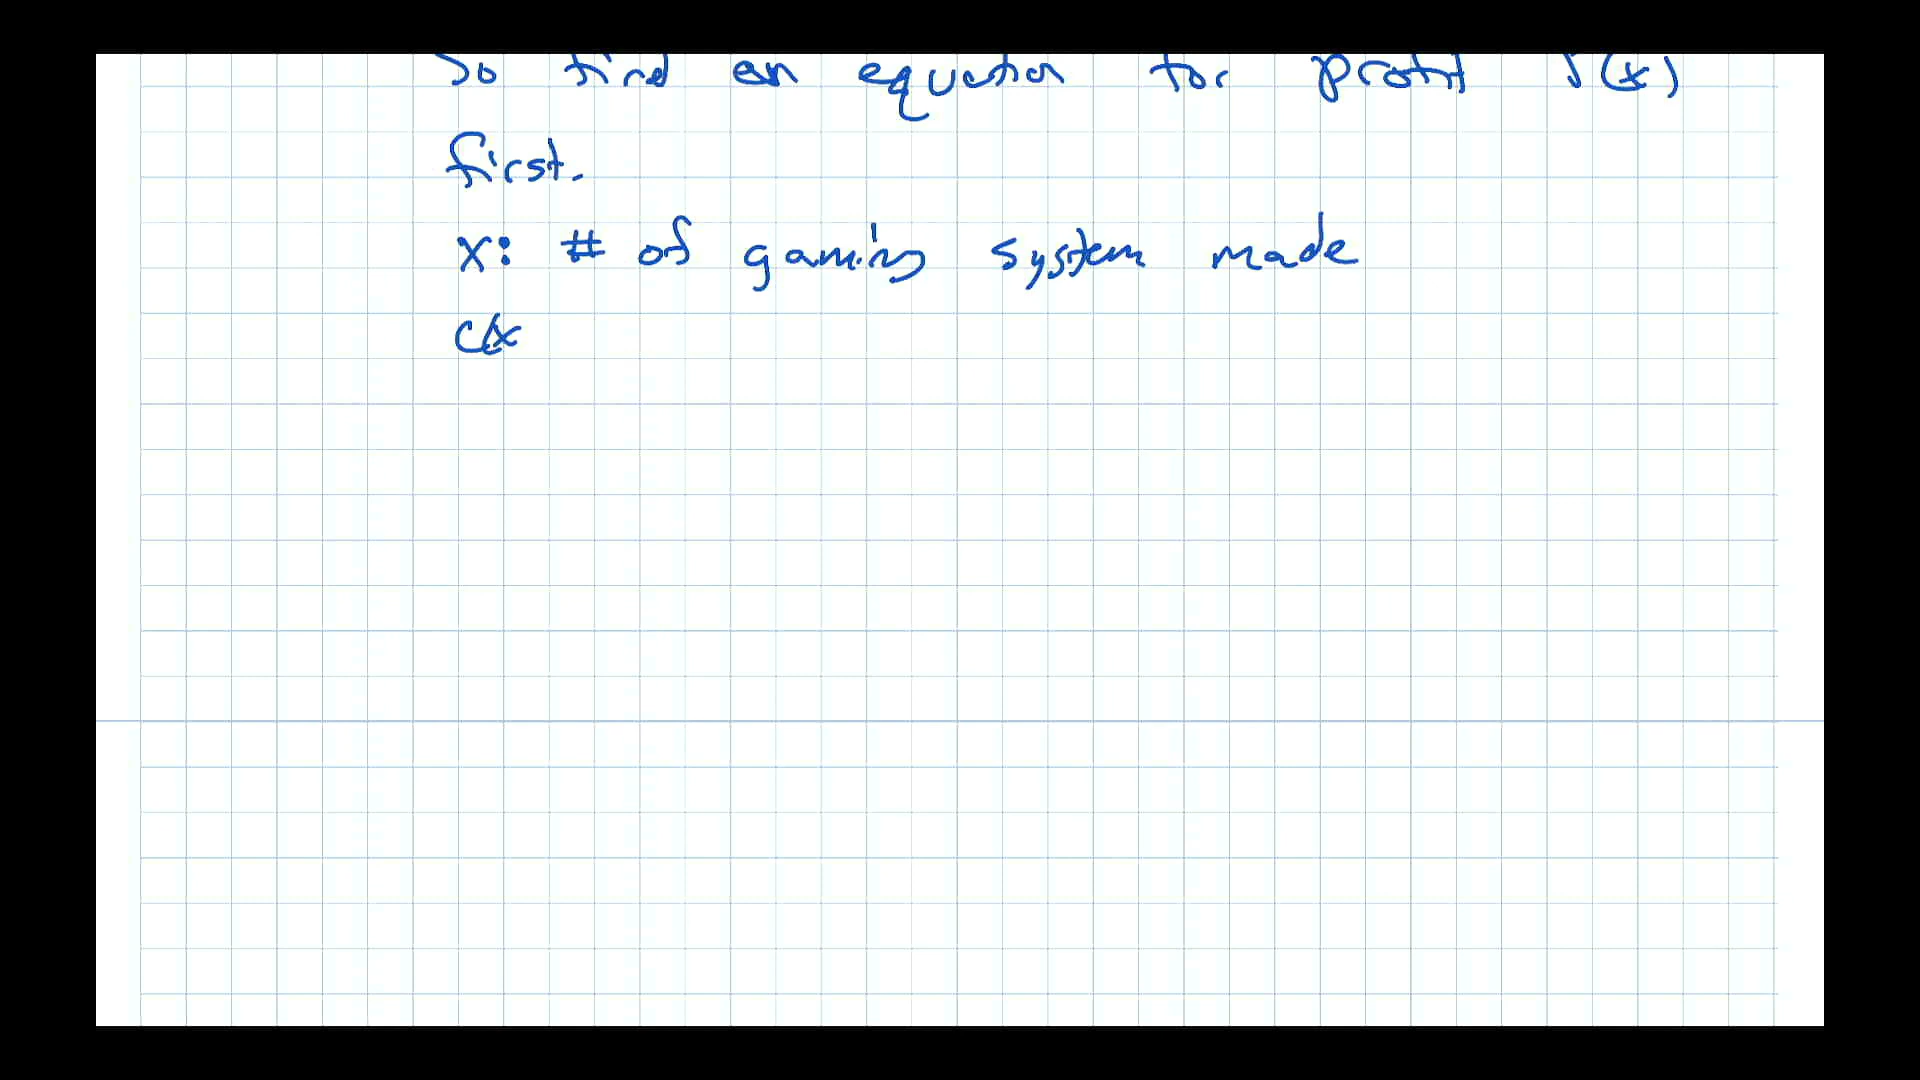 So find an equation for profit P(x)
first.
x: # of gaming system made
C(x